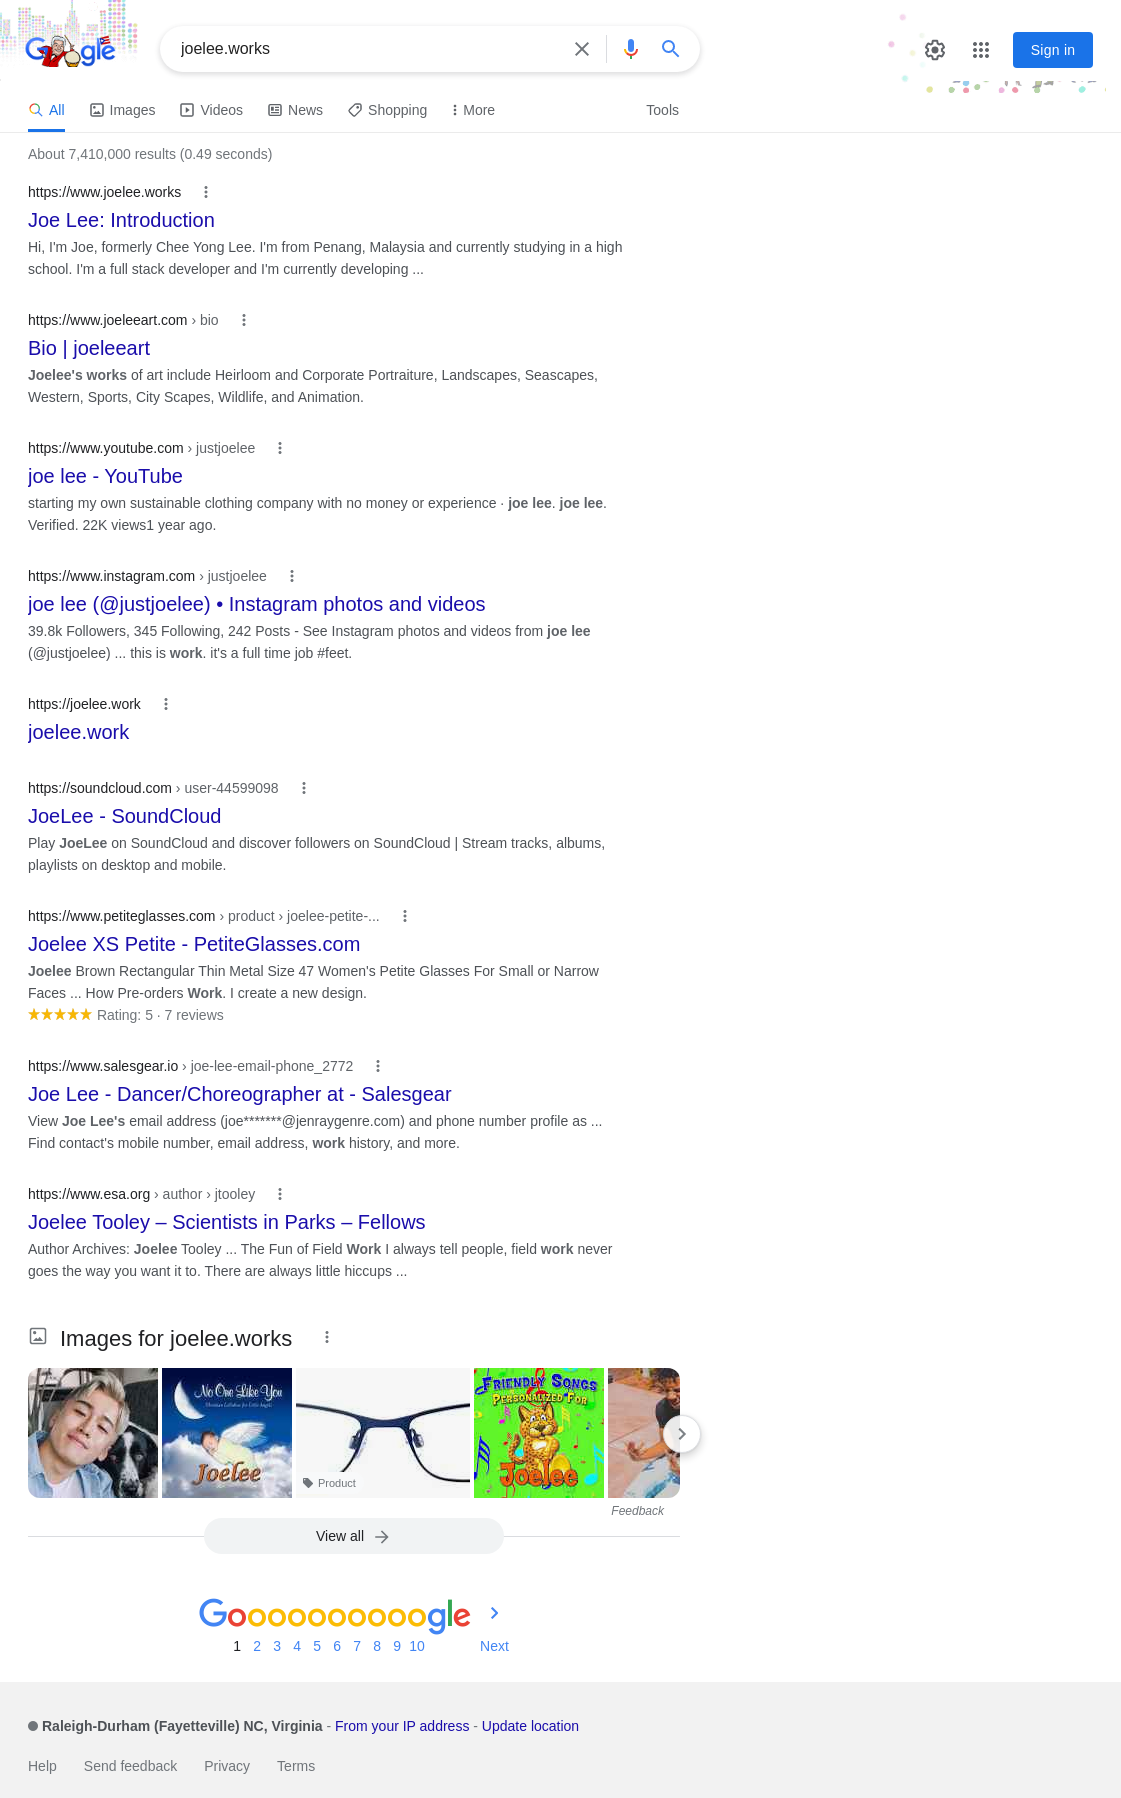 Google
joelee.works
Sign in
All Images Videos News Shopping More Tools
About 7,410,000 results (0.49 seconds)
https://www.joelee.works
Joe Lee: Introduction
Hi, I'm Joe, formerly Chee Yong Lee. I'm from Penang, Malaysia and currently studying in a high
school. I'm a full stack developer and I'm currently developing ...
https://www.joeleeart.com › bio
Bio | joeleeart
Joelee's works of art include Heirloom and Corporate Portraiture, Landscapes, Seascapes,
Western, Sports, City Scapes, Wildlife, and Animation.
https://www.youtube.com › justjoelee
joe lee - YouTube
starting my own sustainable clothing company with no money or experience · joe lee. joe lee.
Verified. 22K views1 year ago.
https://www.instagram.com › justjoelee
joe lee (@justjoelee) • Instagram photos and videos
39.8k Followers, 345 Following, 242 Posts - See Instagram photos and videos from joe lee
(@justjoelee) ... this is work. it's a full time job #feet.
https://joelee.work
joelee.work
https://soundcloud.com › user-44599098
JoeLee - SoundCloud
Play JoeLee on SoundCloud and discover followers on SoundCloud | Stream tracks, albums,
playlists on desktop and mobile.
https://www.petiteglasses.com › product › joelee-petite-...
Joelee XS Petite - PetiteGlasses.com
Joelee Brown Rectangular Thin Metal Size 47 Women's Petite Glasses For Small or Narrow
Faces ... How Pre-orders Work. I create a new design.
Rating: 5 · 7 reviews
https://www.salesgear.io › joe-lee-email-phone_2772
Joe Lee - Dancer/Choreographer at - Salesgear
View Joe Lee's email address (joe*******@jenraygenre.com) and phone number profile as ...
Find contact's mobile number, email address, work history, and more.
https://www.esa.org › author › jtooley
Joelee Tooley – Scientists in Parks – Fellows
Author Archives: Joelee Tooley ... The Fun of Field Work I always tell people, field work never
goes the way you want it to. There are always little hiccups ...
Images for joelee.works
No One Like You
Joelee
Product
FRIENDLY SONGS
PERSONALIZED FOR
Joelee
Feedback
View all
Goooooooooogle
1 2 3 4 5 6 7 8 9 10 Next
Raleigh-Durham (Fayetteville) NC, Virginia - From your IP address - Update location
Help Send feedback Privacy Terms